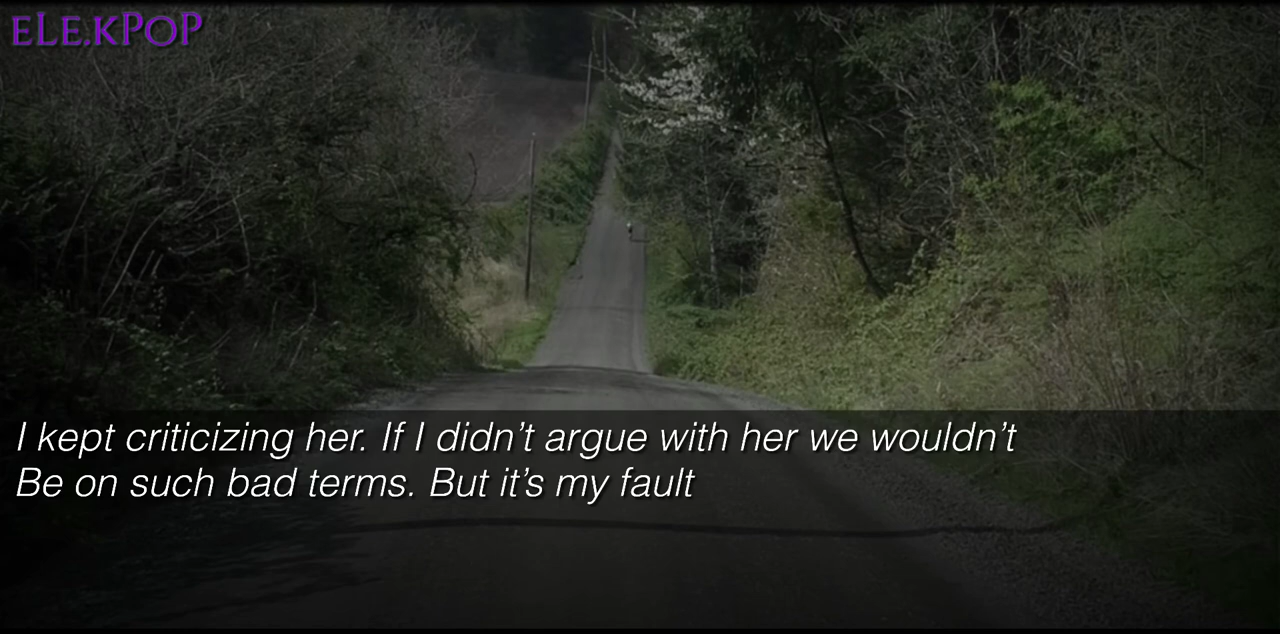 ELE.KPOP
I kept criticizing her. If I didn't argue with her we wouldn't
Be on such bad terms. But it's my fault